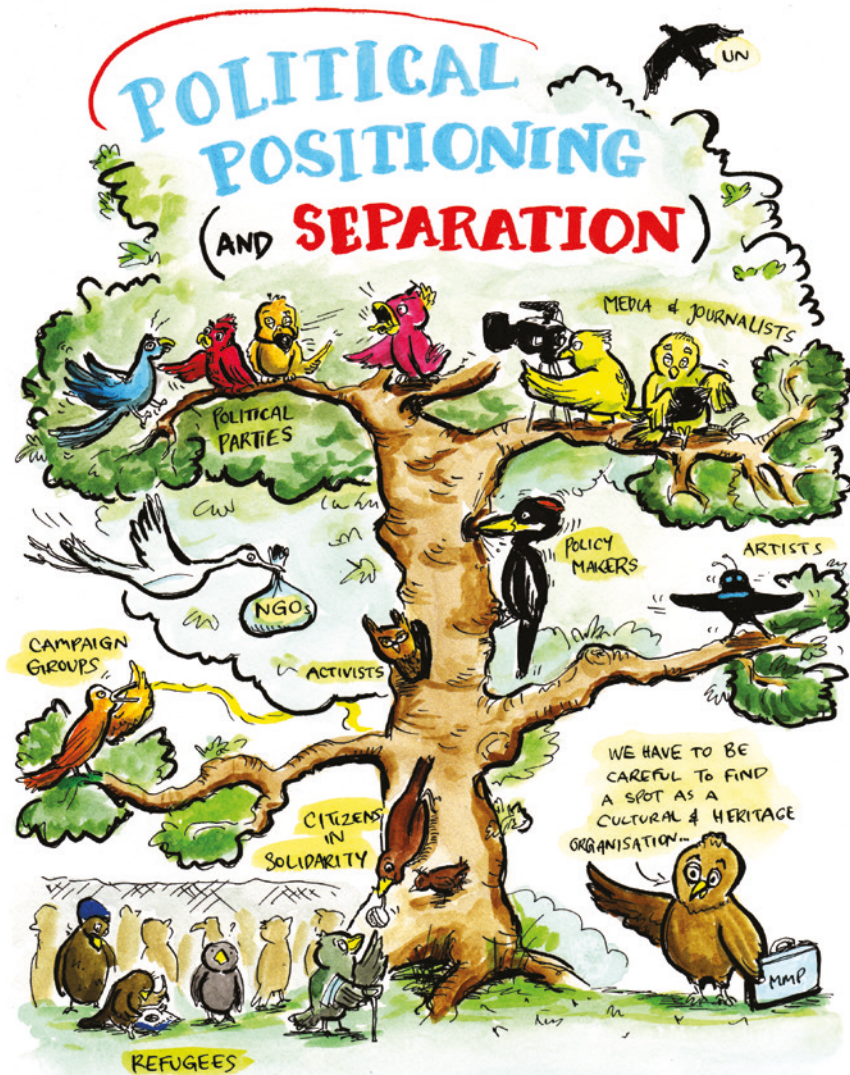 UN
POLITICAL
POSITIONING
(AND SEPARATION)
MEDIA & JOURNALISTS
POLITICAL
PARTIES
POLICY
MAKERS
ARTISTS
NGOs
CAMPAIGN
GROUPS
ACTIVISTS
WE HAVE TO BE
CAREFUL TO FIND
A SPOT AS A
CULTURAL & HERITAGE
ORGANISATION...
CITIZENS
IN
SOLIDARITY
MMP
REFUGEES